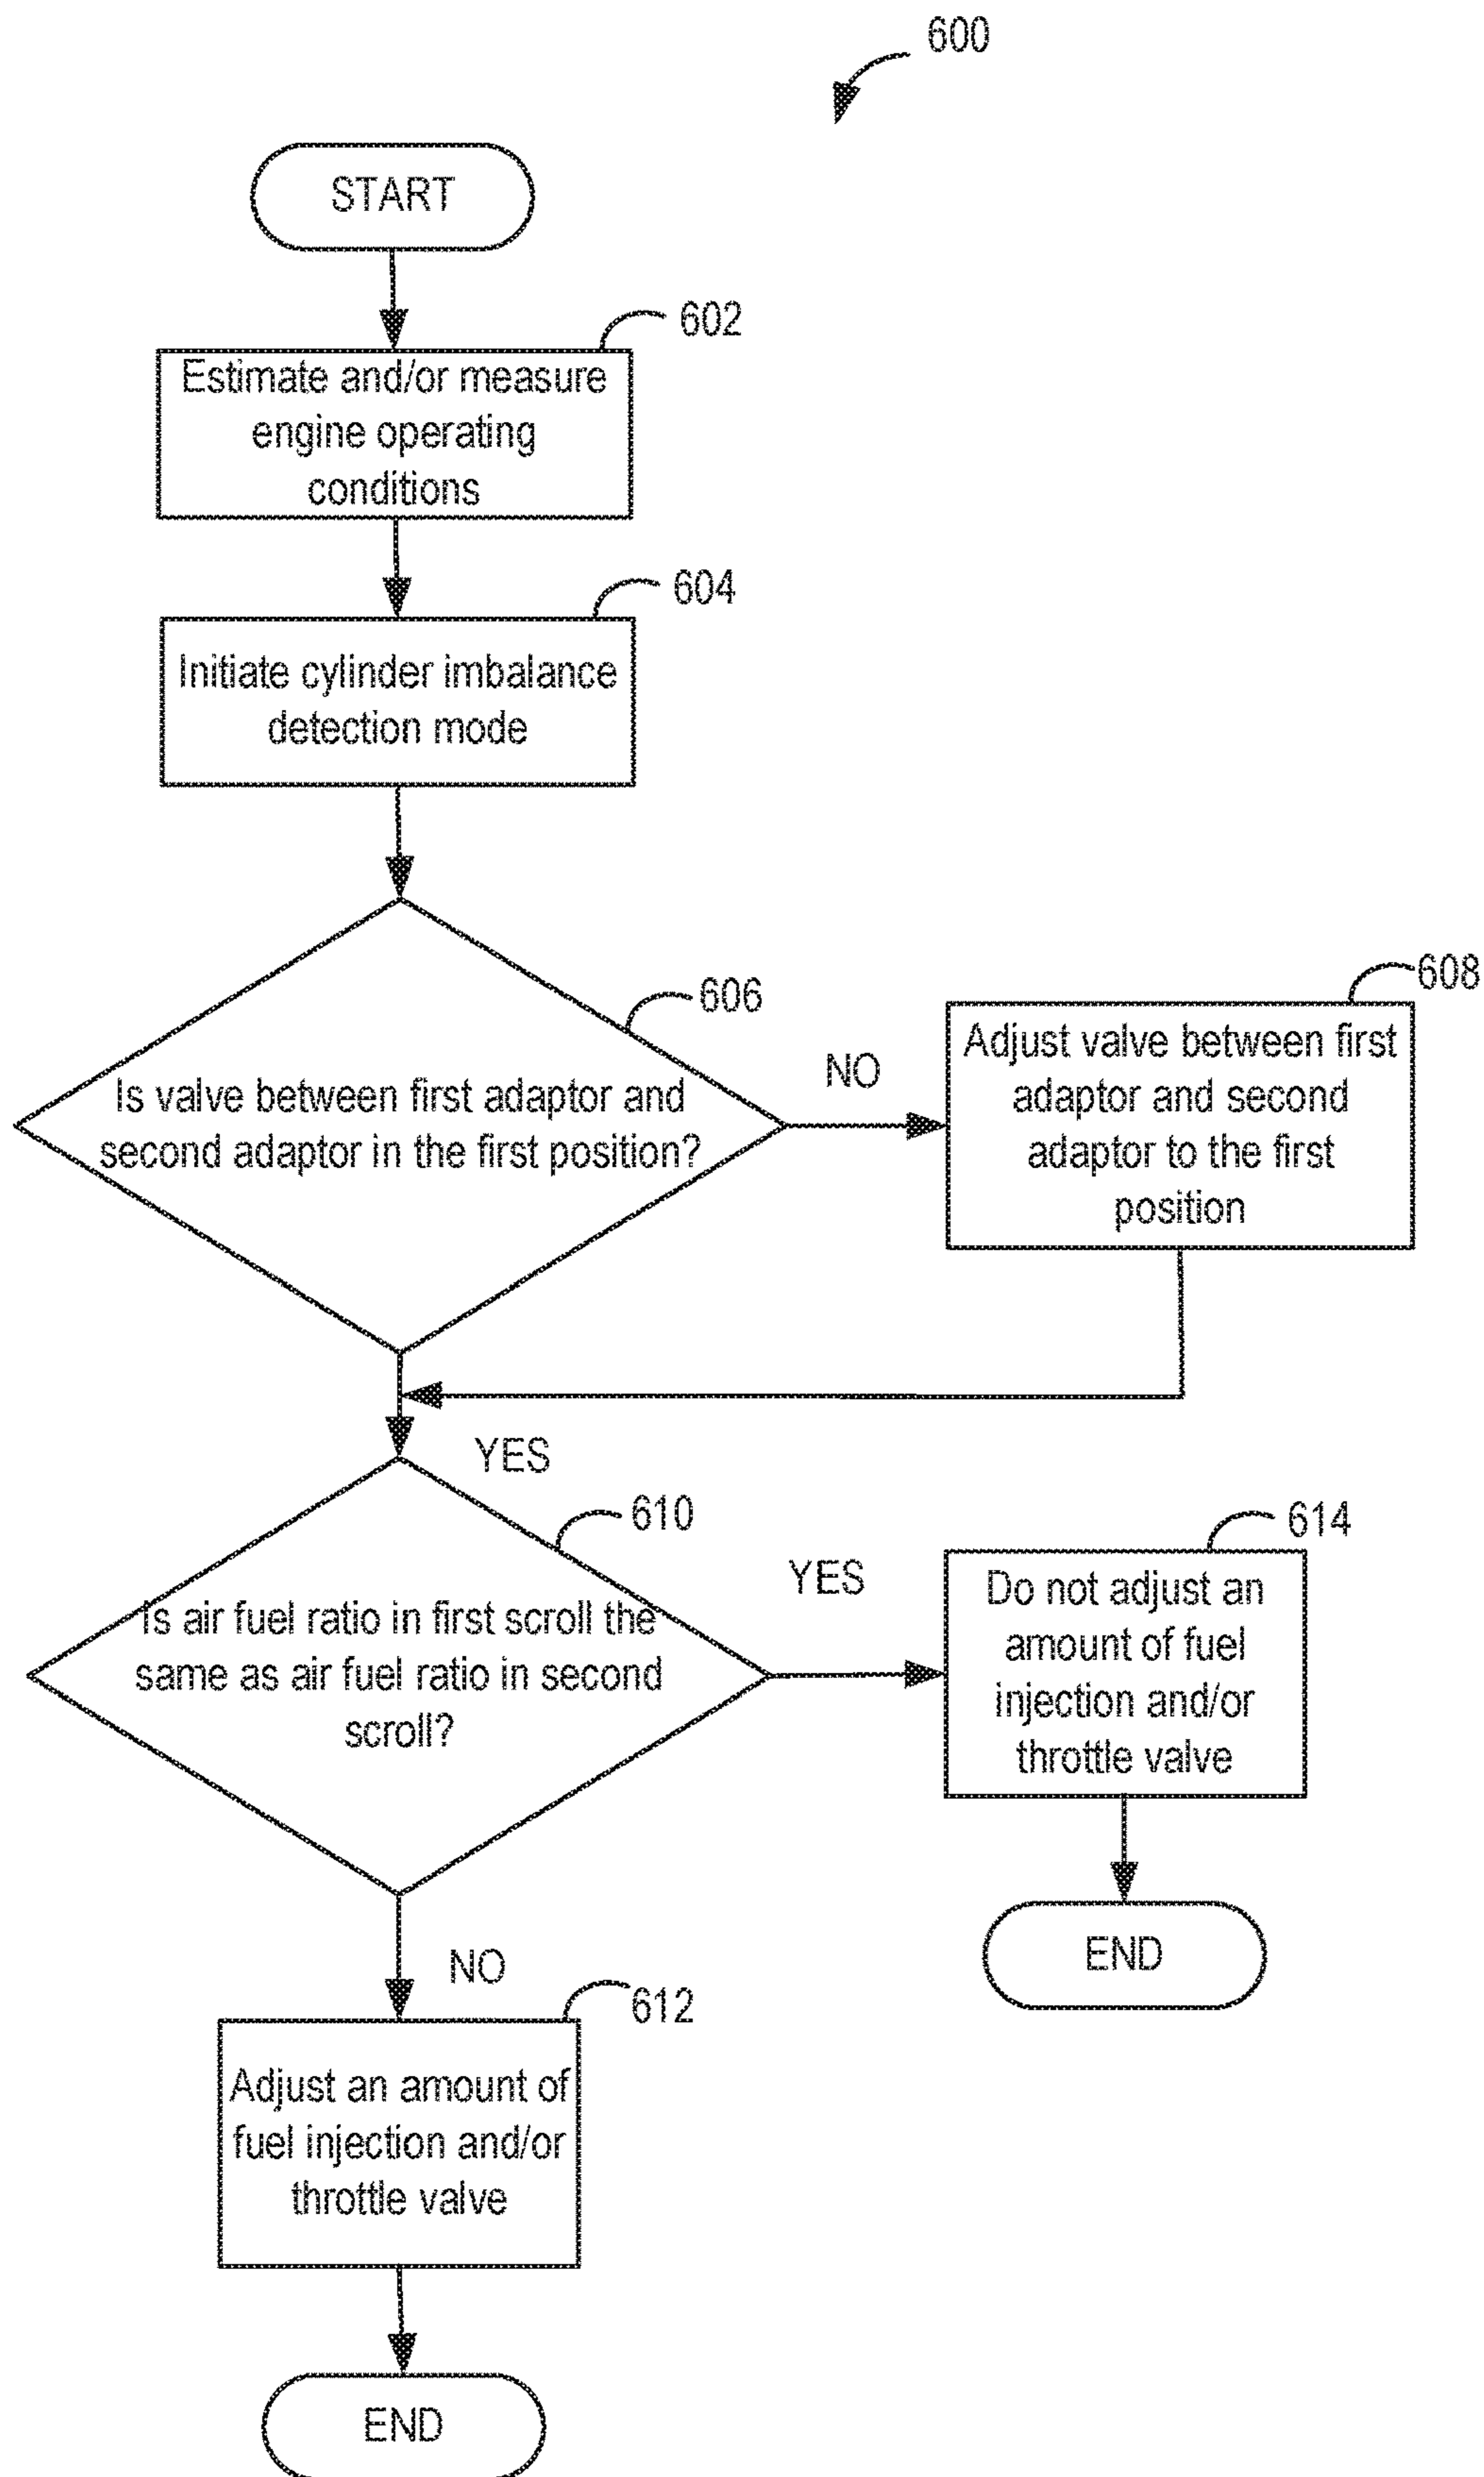 600
START
602
Estimate and/or measure
engine operating
conditions
604
Initiate cylinder imbalance
detection mode
606
Is valve between first adaptor and
second adaptor in the first position?
NO
608
Adjust valve between first
adaptor and second
adaptor to the first
position
YES
610
Is air fuel ratio in first scroll the
same as air fuel ratio in second
scroll?
YES
614
Do not adjust an
amount of fuel
injection and/or
throttle valve
END
NO
612
Adjust an amount of
fuel injection and/or
throttle valve
END